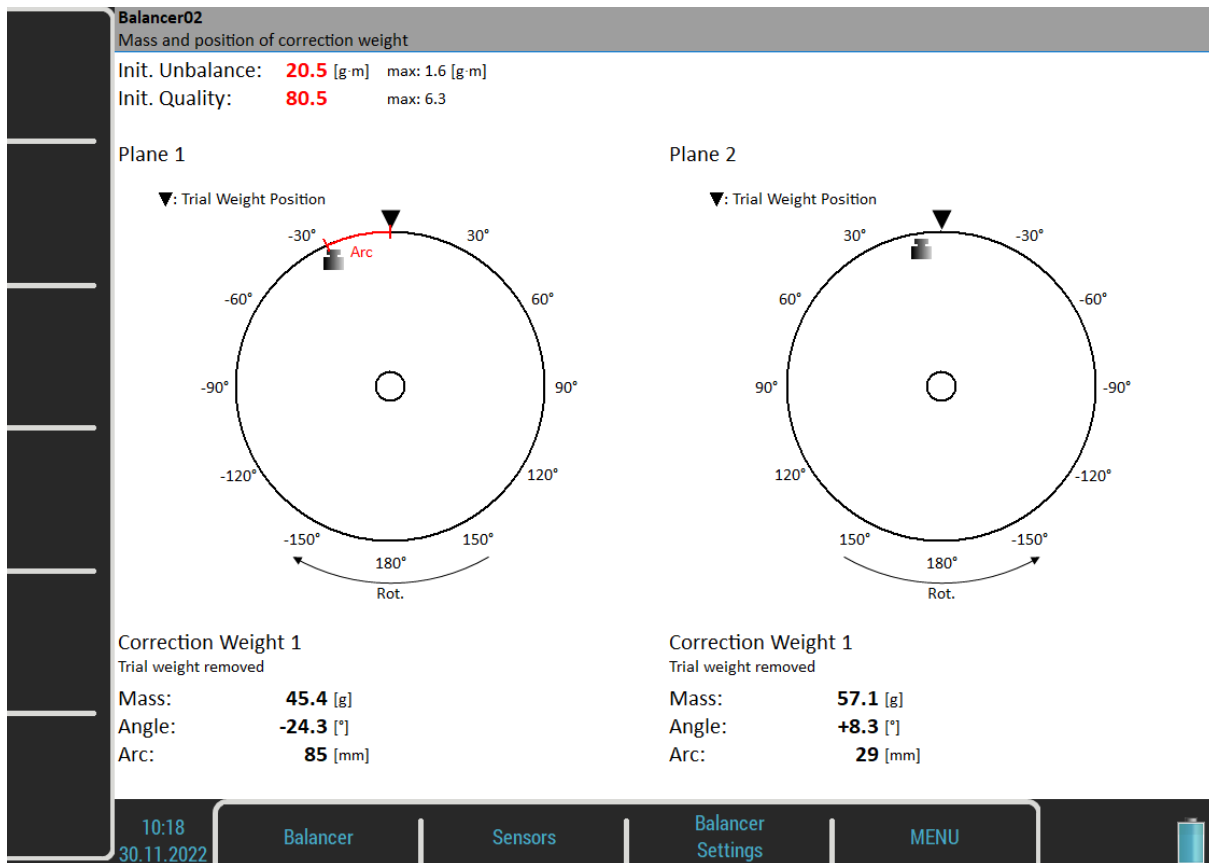 Balancer02
Mass and position of correction weight
Init. Unbalance: 20.5 [g·m] max: 1.6 [g·m]
Init. Quality: 80.5 max: 6.3
Plane 1
▼: Trial Weight Position
-30° 30°
Arc
-60° 60°
-90° 90°
-120° 120°
-150° 150°
180°
Rot.
Plane 2
▼: Trial Weight Position
30° -30°
60° -60°
90° -90°
120° -120°
150° -150°
180°
Rot.
Correction Weight 1
Trial weight removed
Mass: 45.4 [g]
Angle: -24.3 [°]
Arc: 85 [mm]
Correction Weight 1
Trial weight removed
Mass: 57.1 [g]
Angle: +8.3 [°]
Arc: 29 [mm]
10:18
30.11.2022
Balancer
Sensors
Balancer
Settings
MENU